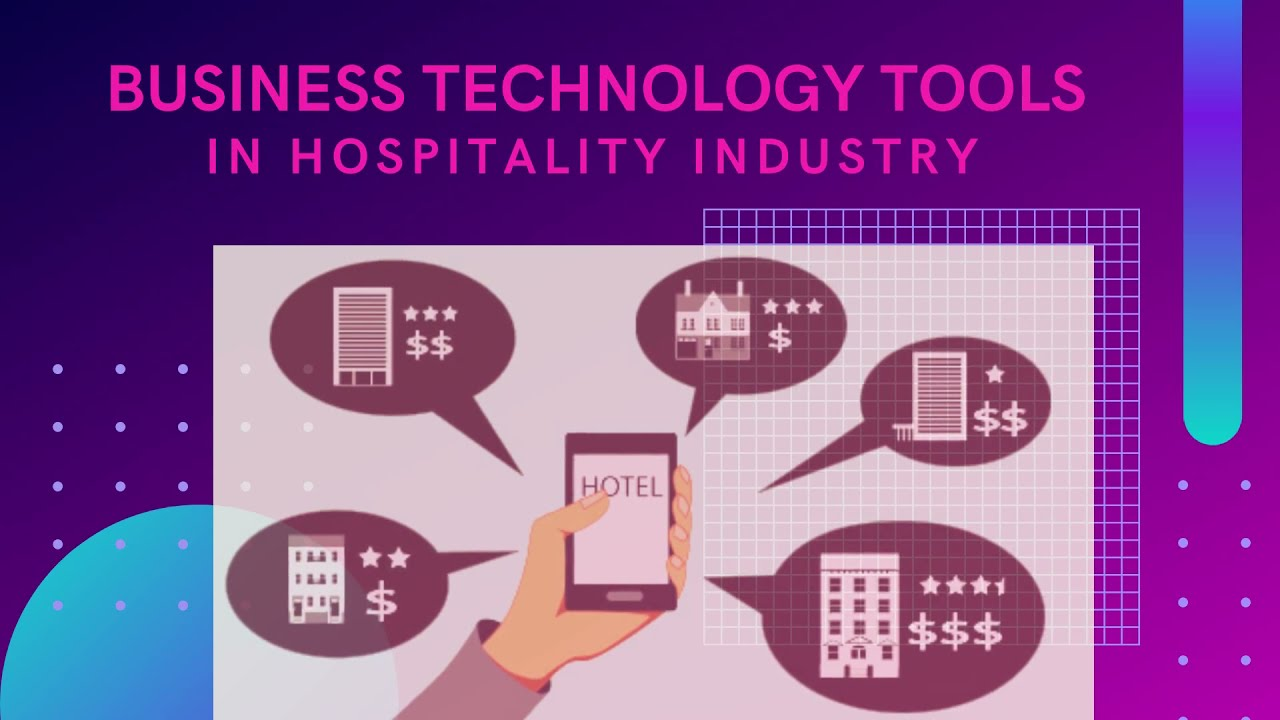 BUSINESS TECHNOLOGY TOOLS
IN HOSPITALITY INDUSTRY
$$
$
$$
HOTEL
$
$$$